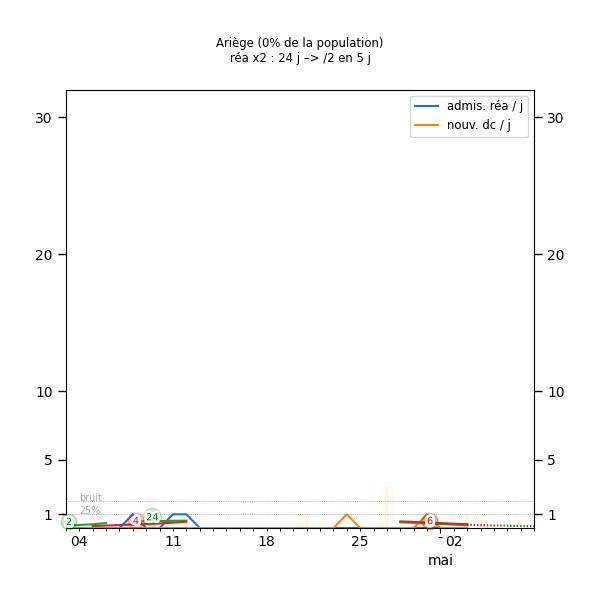 Ariège (0% de la population)
réa x2 : 24 j –> /2 en 5 j
admis. réa / j
nouv. dc / j
30 30
20 20
10 10
5 5
bruit
25%
1 1
2 4 24 6
04 11 18 25 - 02
mai